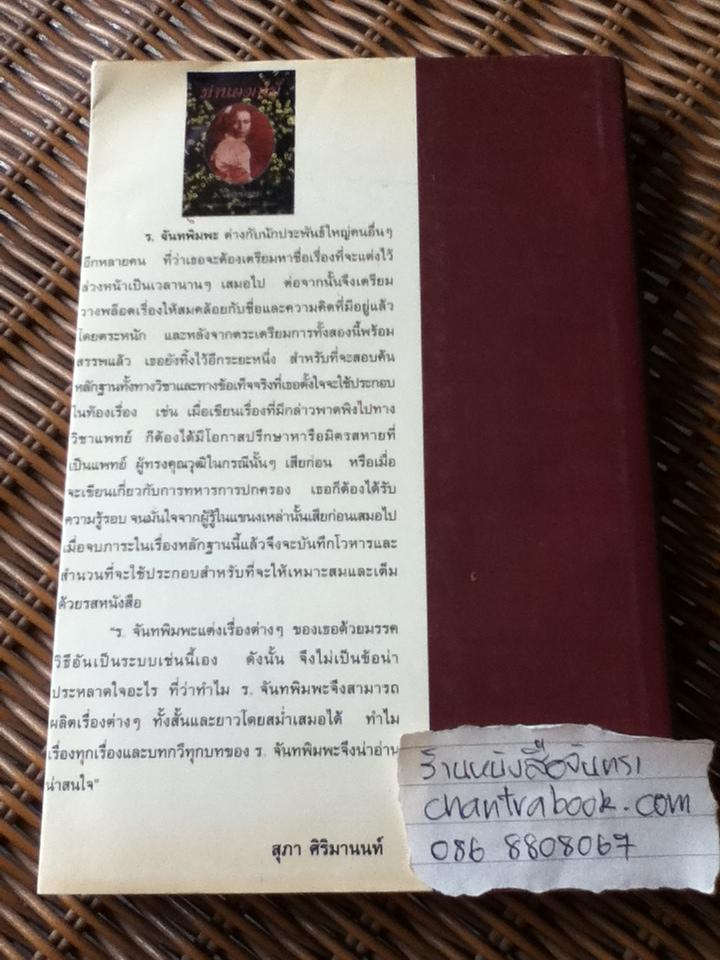 ท่านองค์นี้
ร. จันทพิมพะ ต่างกับนักประพันธ์ใหญ่คนอื่นๆ
อีกหลายคน ที่ว่าเธอจะต้องเตรียมหาชื่อเรื่องที่จะแต่งไว้
ล่วงหน้าเป็นเวลานานๆ เสมอไป ต่อจากนั้นจึงเตรียม
วางพล็อตเรื่องให้สมคล้อยกับชื่อและความคิดที่มีอยู่แล้ว
โดยตระหนัก และหลังจากตระเตรียมการทั้งสองนี้พร้อม
สรรพแล้ว เธอยังทิ้งไว้อีกระยะหนึ่ง สำหรับที่จะสอบค้น
หลักฐานทั้งทางวิชาและทางข้อเท็จจริงที่เธอตั้งใจจะใช้ประกอบ
ในท้องเรื่อง เช่น เมื่อเขียนเรื่องที่มีกล่าวพาดพิงไปทาง
วิชาแพทย์ ก็ต้องได้มีโอกาสปรึกษาหารือมิตรสหายที่
เป็นแพทย์ ผู้ทรงคุณวุฒิในกรณีนั้นๆ เสียก่อน หรือเมื่อ
จะเขียนเกี่ยวกับการทหารการปกครอง เธอก็ต้องได้รับ
ความรู้รอบ จนมั่นใจจากผู้รู้ในแขนงเหล่านั้นเสียก่อนเสมอไป
เมื่อจบภาระในเรื่องหลักฐานนี้แล้วจึงจะบันทึกโวหารและ
สำนวนที่จะใช้ประกอบสำหรับที่จะให้เหมาะสมและเต็ม
ด้วยรสหนังสือ
"ร. จันทพิมพะแต่งเรื่องต่างๆ ของเธอด้วยมรรค
วิธีอันเป็นระบบเช่นนี้เอง ดังนั้น จึงไม่เป็นข้อน่า
ประหลาดใจอะไร ที่ว่าทำไม ร. จันทพิมพะจึงสามารถ
ผลิตเรื่องต่างๆ ทั้งสั้นและยาวโดยสม่ำเสมอได้ ทำไม
เรื่องทุกเรื่องและบทกวีทุกบทของ ร. จันทพิมพะจึงน่าอ่าน
น่าสนใจ"
สุภา ศิริมานนท์
ร้านหนังสือจันทรา
chantrabook.com
086 8808067